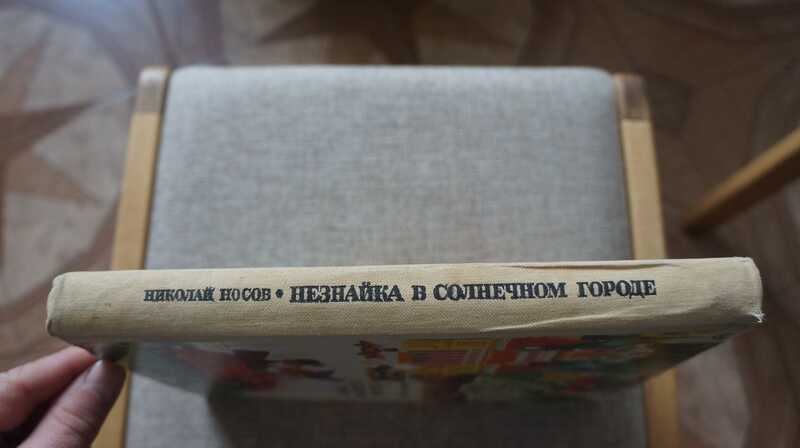 НИКОЛАЙ НОСОВ • НЕЗНАЙКА В СОЛНЕЧНОМ ГОРОДЕ